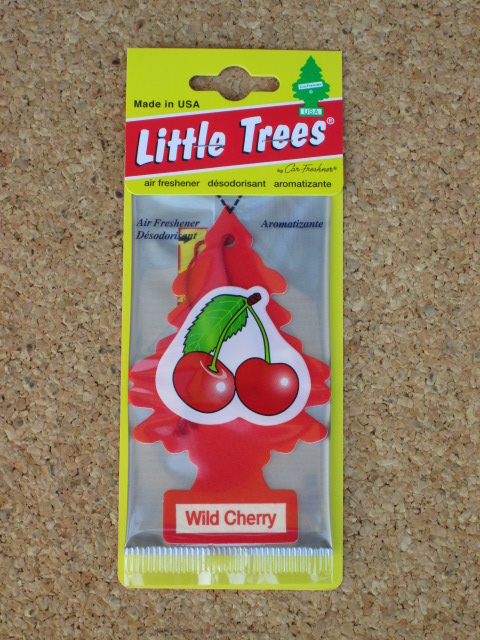 Made in USA
USA
Little Trees®
by Car-Freshner®
air freshener désodorisant aromatizante
Air Freshener Aromatizante
Désodorisant
Wild Cherry